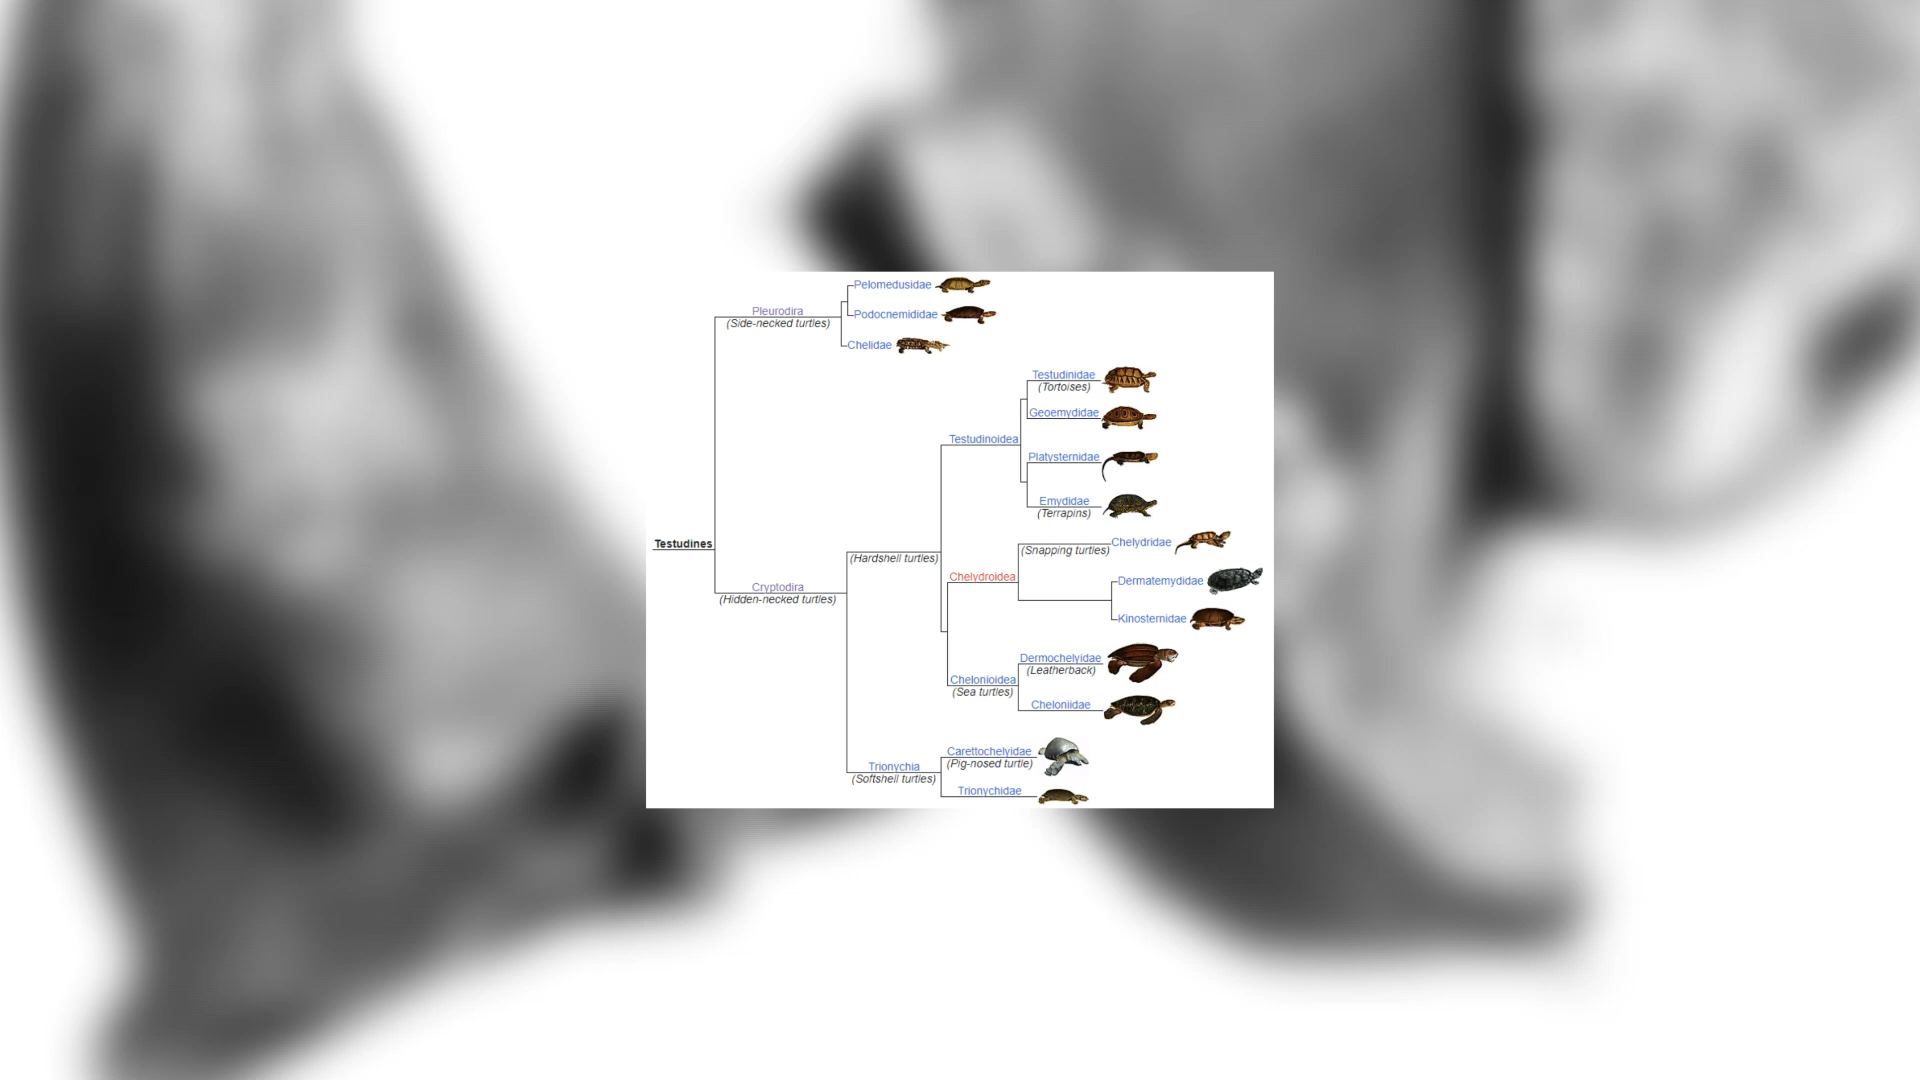 Pelomedusidae
Pleurodira
(Side-necked turtles)
Podocnemididae
Chelidae
Testudinidae
(Tortoises)
Geoemydidae
Testudinoidea
Platysternidae
Emydidae
(Terrapins)
Testudines
(Hardshell turtles)
(Snapping turtles)
Chelydridae
Chelydroidea
Dermatemydidae
Cryptodira
(Hidden-necked turtles)
Kinosternidae
Dermochelyidae
(Leatherback)
Chelonioidea
(Sea turtles)
Cheloniidae
Carettochelyidae
(Pig-nosed turtle)
Trionychia
(Softshell turtles)
Trionychidae